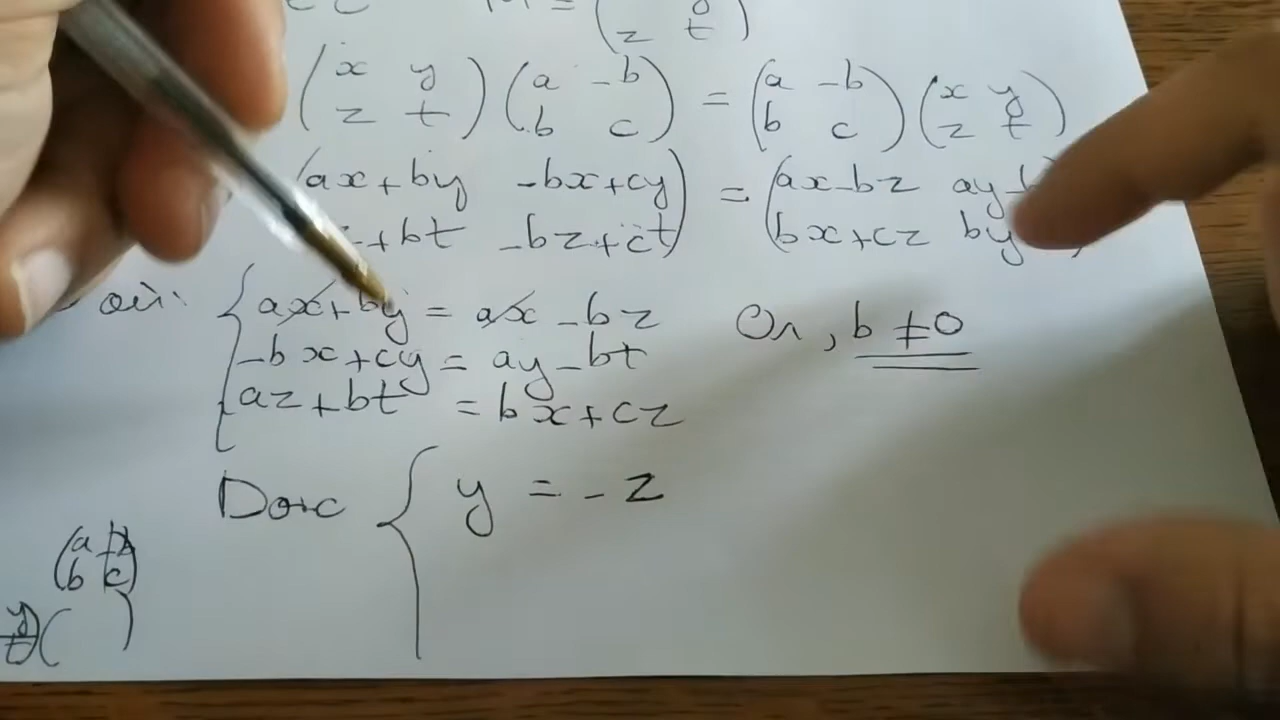 M = ( y
z t )
( x y ) ( a -b ) = ( a -b ) ( x y )
( z t ) ( b c ) ( b c ) ( z t )
( ax+by -bx+cy ) = ( ax-bz ay-b
+bt -bz+ct ) ( bx+cz by
où : { ax+by = ax -bz Or, b ≠ 0
-bx+cy = ay-bt
az+bt = bx+cz
Donc { y = -z
( a -b )
( b c )
y ( )
t